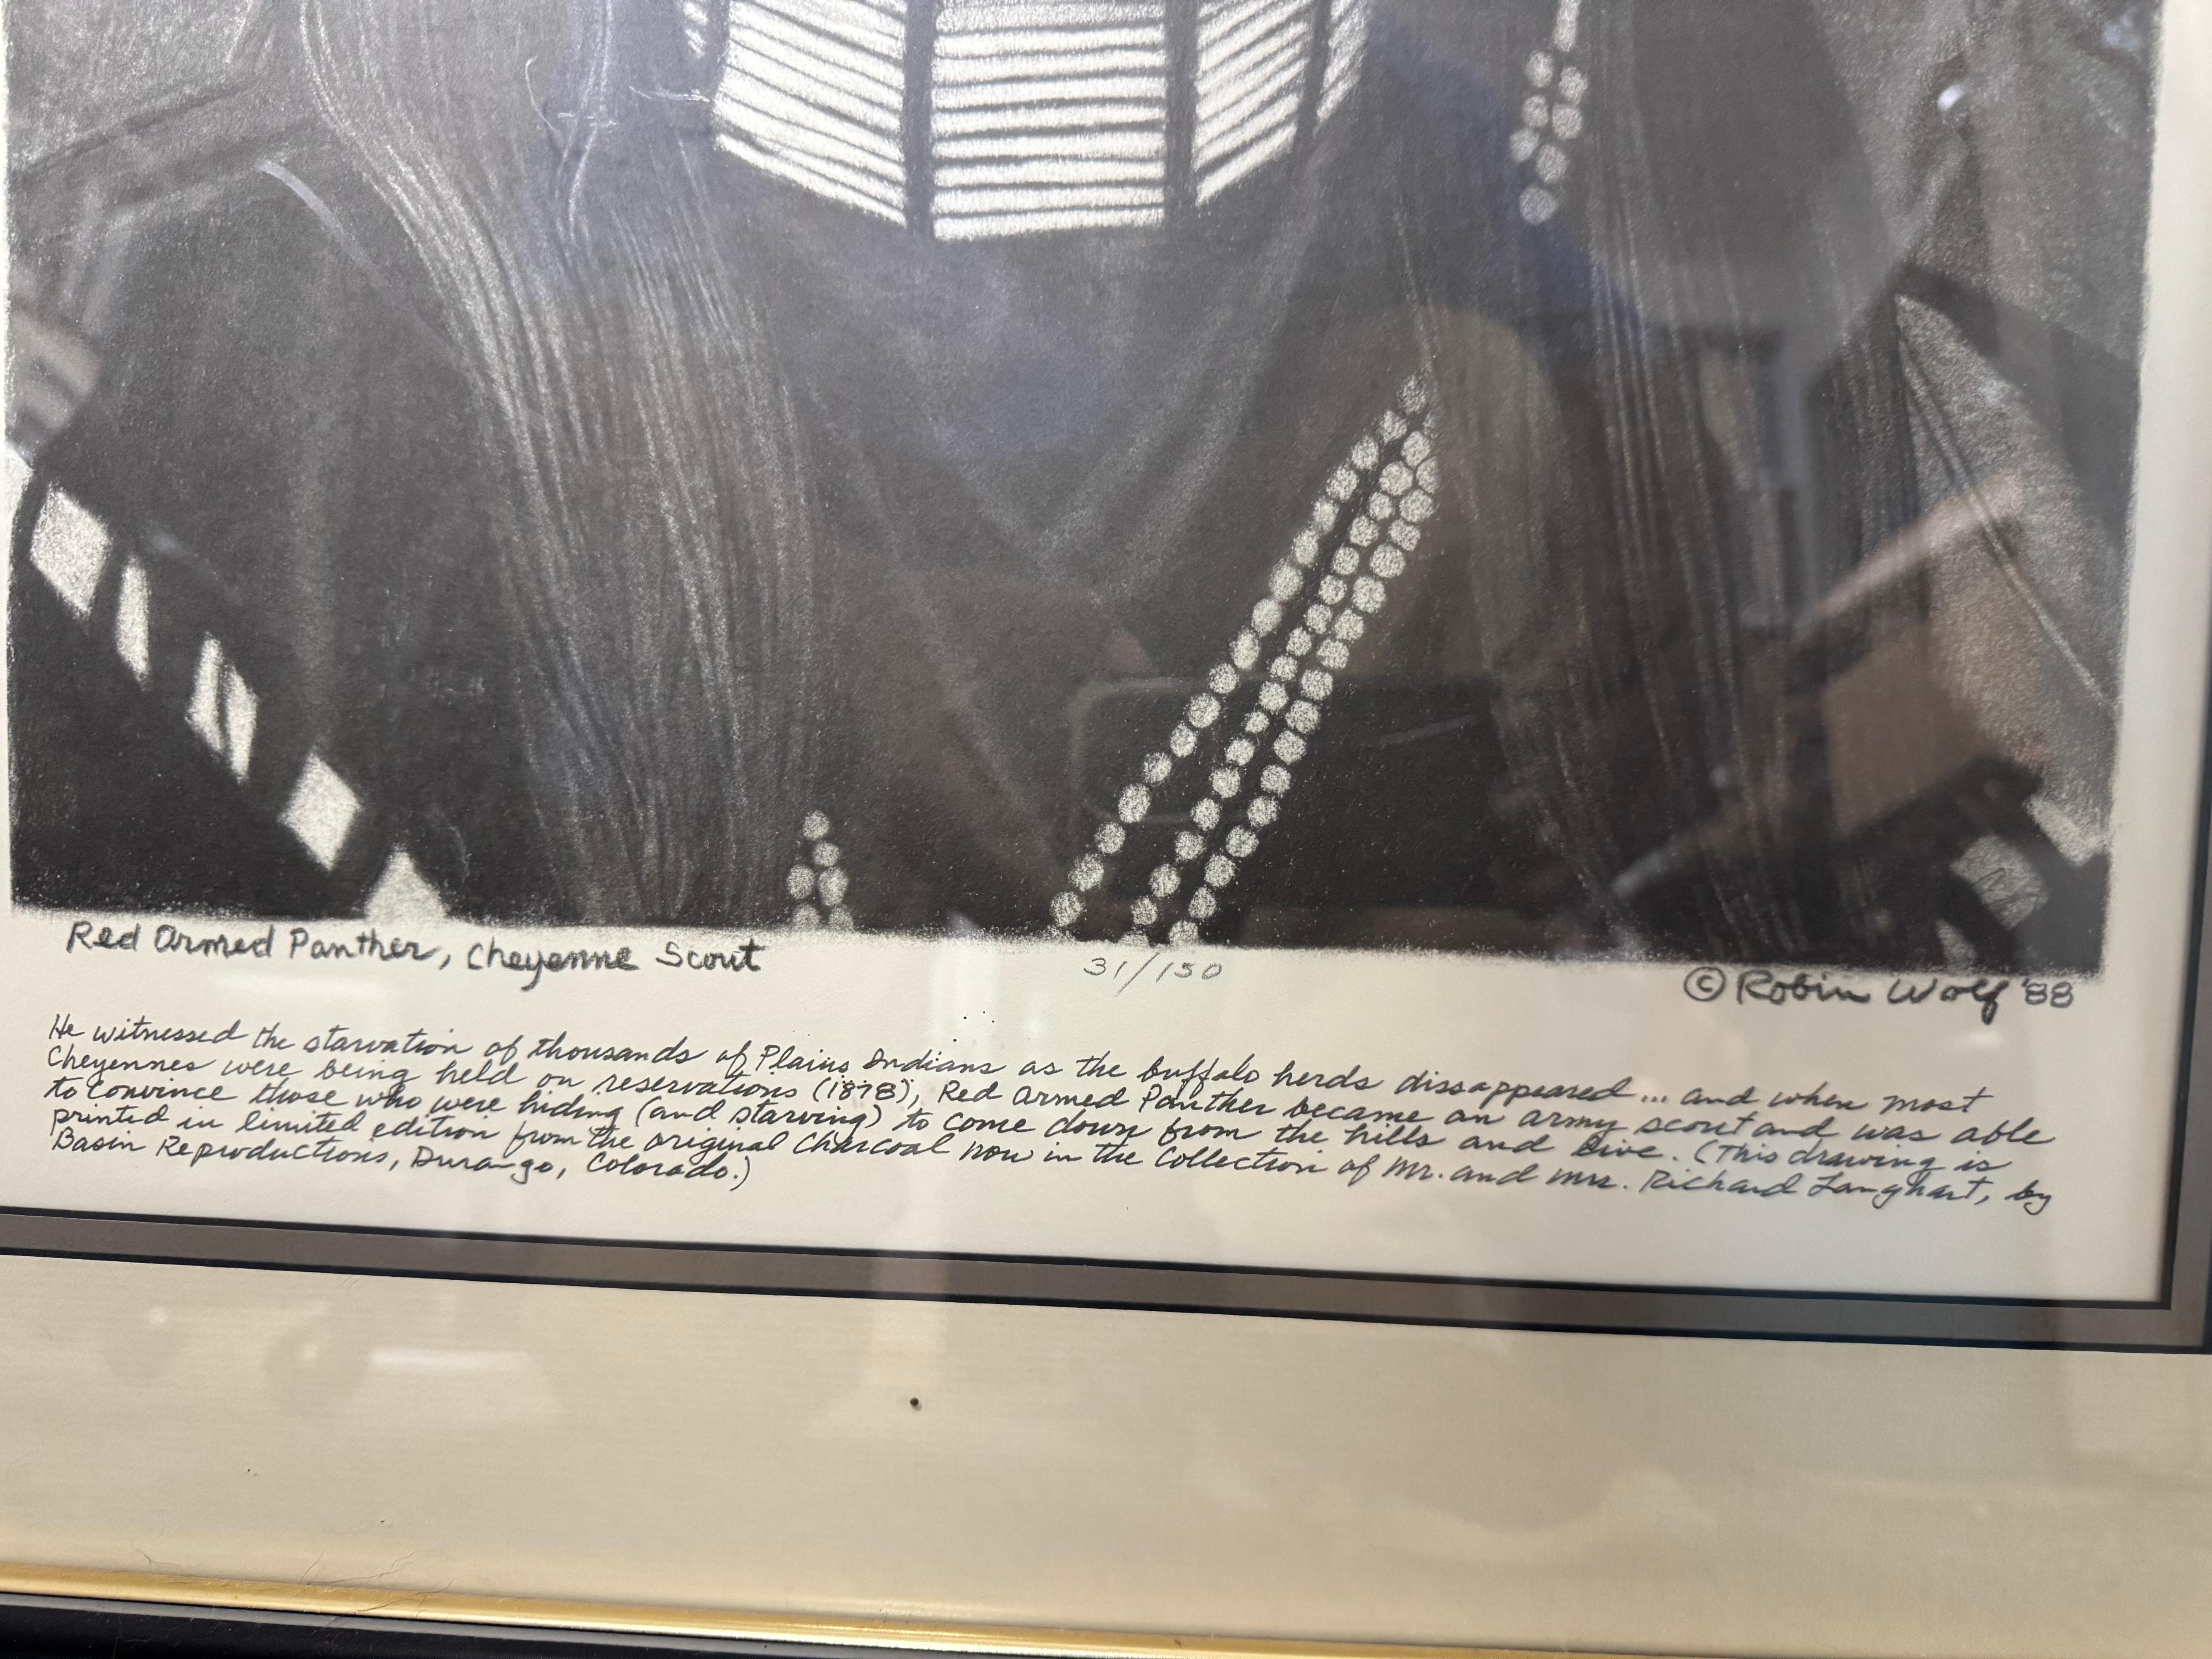 Red Armed Panther, Cheyenne Scout
31/150
© Robin Wolf '88
He witnessed the starvation of thousands of Plains Indians as the buffalo herds dissappeared... and when most
Cheyennes were being held on reservations (1878), Red Armed Panther became an army scout and was able
to convince those who were hiding (and starving) to come down from the hills and live. (This drawing is
printed in limited edition from the original charcoal now in the collection of Mr. and Mrs. Richard Langhart, by
Basin Reproductions, Durango, Colorado.)